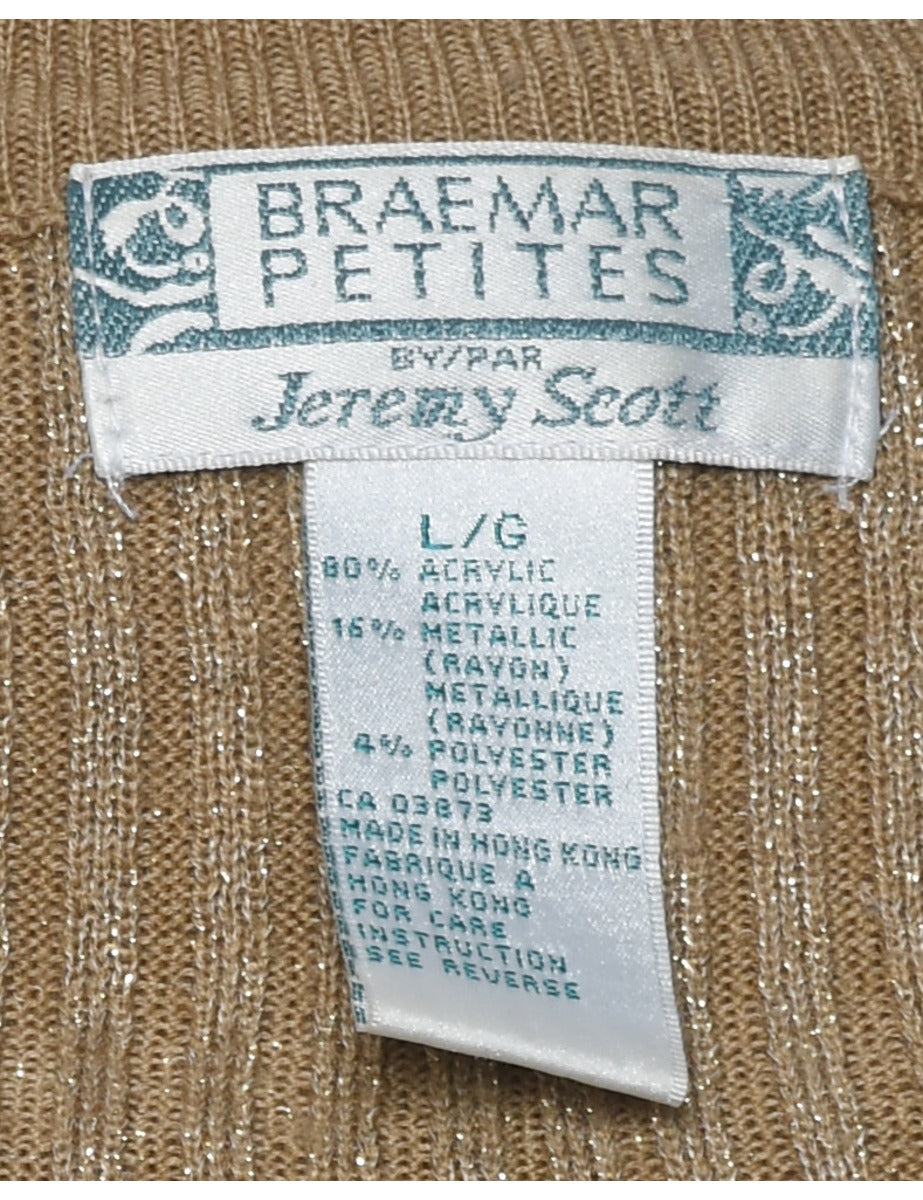 BRAEMAR
PETITES
BY/PAR
Jeremy Scott
L/G
80% ACRYLIC
ACRYLIQUE
16% METALLIC
(RAYON)
METALLIQUE
(RAYONNE)
4% POLYESTER
POLYESTER
CA 03873
MADE IN HONG KONG
FABRIQUE A
HONG KONG
FOR CARE
INSTRUCTION
SEE REVERSE